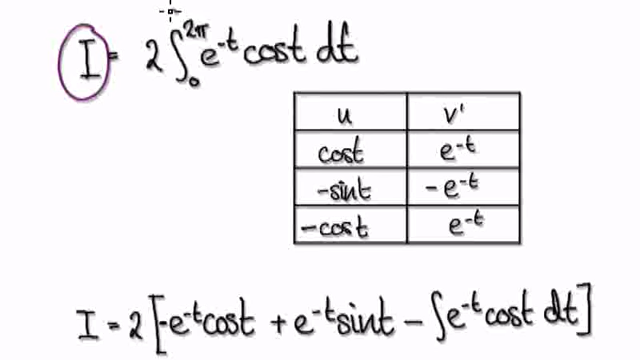 I = 2 ∫₀^2π e^-t cost dt
u v'
cost e^-t
-sint -e^-t
-cost e^-t
I = 2 [-e^-t cost + e^-t sint - ∫e^-t cost dt]